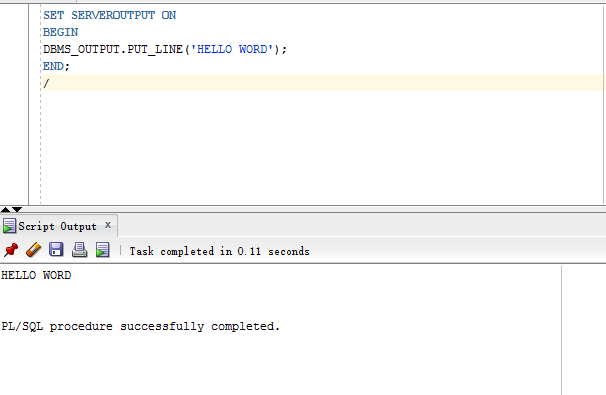 SET SERVEROUTPUT ON
BEGIN
DBMS_OUTPUT.PUT_LINE('HELLO WORD');
END;
/
Script Output x
Task completed in 0.11 seconds
HELLO WORD
PL/SQL procedure successfully completed.